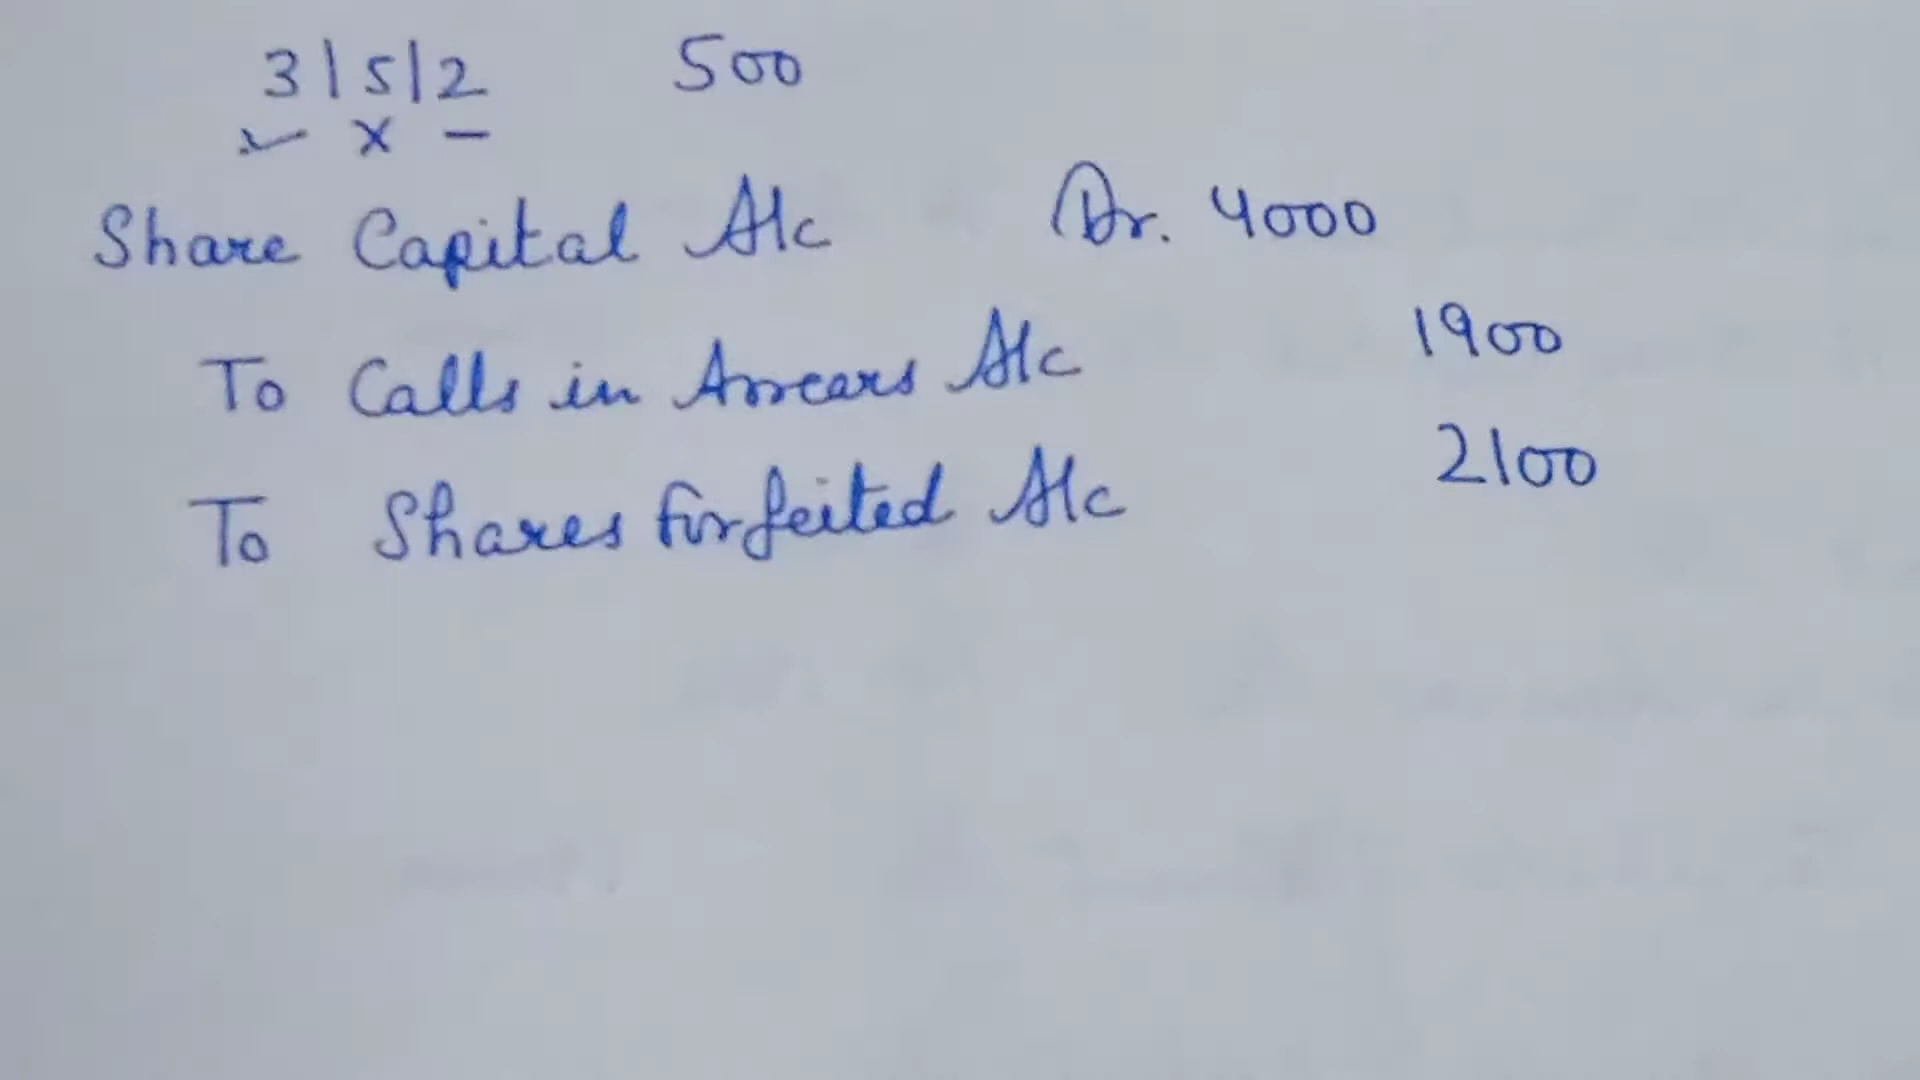 3|5|2 500
✓ x –
Share Capital A/c Dr. 4000
To Calls in Arrears A/c 1900
To Shares forfeited A/c 2100